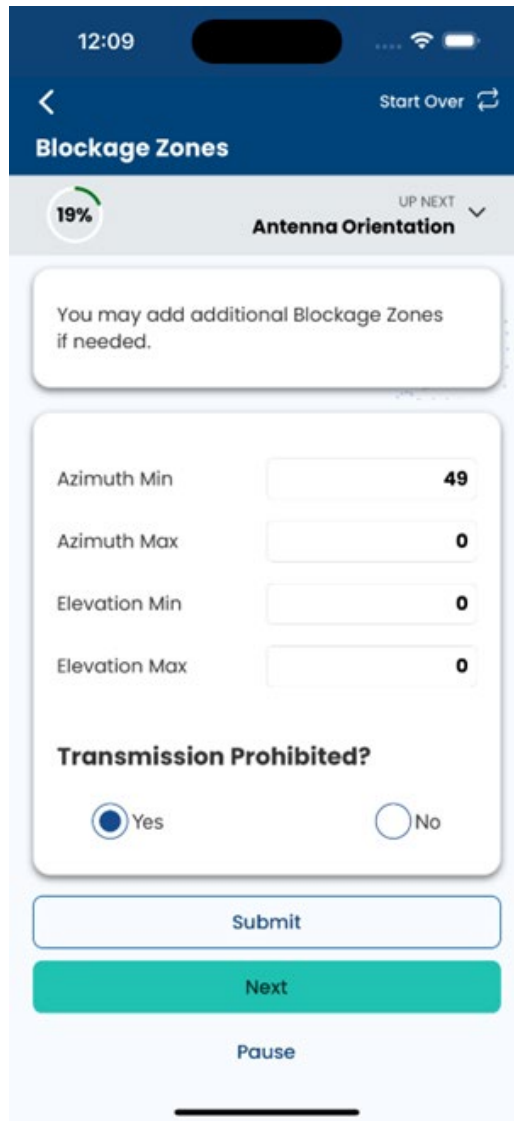 12:09
Start Over
Blockage Zones
19%
UP NEXT
Antenna Orientation
You may add additional Blockage Zones
if needed.
Azimuth Min 49
Azimuth Max 0
Elevation Min 0
Elevation Max 0
Transmission Prohibited?
Yes No
Submit
Next
Pause